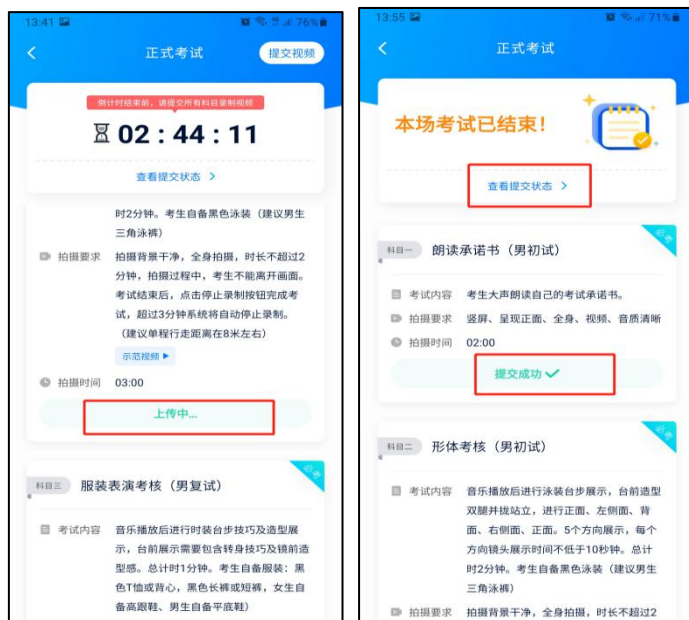 13:41
76%
正式考试
提交视频
倒计时结束前，请提交所有科目录制视频
02 : 44 : 11
查看提交状态 >
时2分钟。考生自备黑色泳装（建议男生
三角泳裤）
拍摄要求 拍摄背景干净，全身拍摄，时长不超过2
分钟，拍摄过程中，考生不能离开画面。
考试结束后，点击停止录制按钮完成考
试，超过3分钟系统将自动停止录制。
（建议单程行走距离在8米左右）
示范视频
拍摄时间 03:00
上传中...
必考
科目三 服装表演考核（男复试）
考试内容 音乐播放后进行时装台步技巧及造型展
示，台前展示需要包含转身技巧及镜前造
型感。总计时1分钟。考生自备服装：黑
色T恤或背心，黑色长裤或短裤，女生自
备高跟鞋、男生自备平底鞋）
13:55
71%
正式考试
本场考试已结束！
查看提交状态 >
必考
科目一 朗读承诺书（男初试）
考试内容 考生大声朗读自己的考试承诺书。
拍摄要求 竖屏、呈现正面、全身、视频、音质清晰
拍摄时间 02:00
提交成功
必考
科目二 形体考核（男初试）
考试内容 音乐播放后进行泳装台步展示，台前造型
双腿并拢站立，进行正面、左侧面、背
面、右侧面、正面。5个方向展示，每个
方向镜头展示时间不低于10秒钟。总计
时2分钟。考生自备黑色泳装（建议男生
三角泳裤）
拍摄要求 拍摄背景干净，全身拍摄，时长不超过2